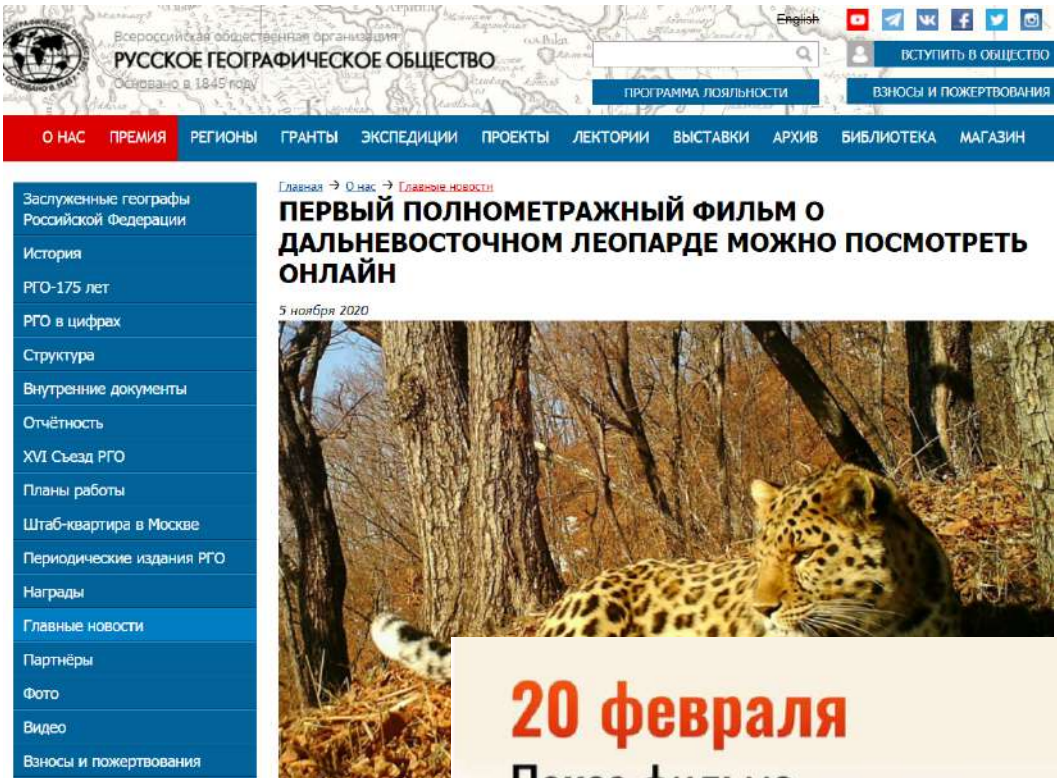 Всероссийская общественная организация
РУССКОЕ ГЕОГРАФИЧЕСКОЕ ОБЩЕСТВО
Основано в 1845 году
English
ВСТУПИТЬ В ОБЩЕСТВО
ПРОГРАММА ЛОЯЛЬНОСТИ
ВЗНОСЫ И ПОЖЕРТВОВАНИЯ
О НАС ПРЕМИЯ РЕГИОНЫ ГРАНТЫ ЭКСПЕДИЦИИ ПРОЕКТЫ ЛЕКТОРИИ ВЫСТАВКИ АРХИВ БИБЛИОТЕКА МАГАЗИН
Заслуженные географы
Российской Федерации
История
РГО-175 лет
РГО в цифрах
Структура
Внутренние документы
Отчётность
XVI Съезд РГО
Планы работы
Штаб-квартира в Москве
Периодические издания РГО
Награды
Главные новости
Партнёры
Фото
Видео
Взносы и пожертвования
Главная → О нас → Главные новости
ПЕРВЫЙ ПОЛНОМЕТРАЖНЫЙ ФИЛЬМ О
ДАЛЬНЕВОСТОЧНОМ ЛЕОПАРДЕ МОЖНО ПОСМОТРЕТЬ
ОНЛАЙН
5 ноября 2020
20 февраля